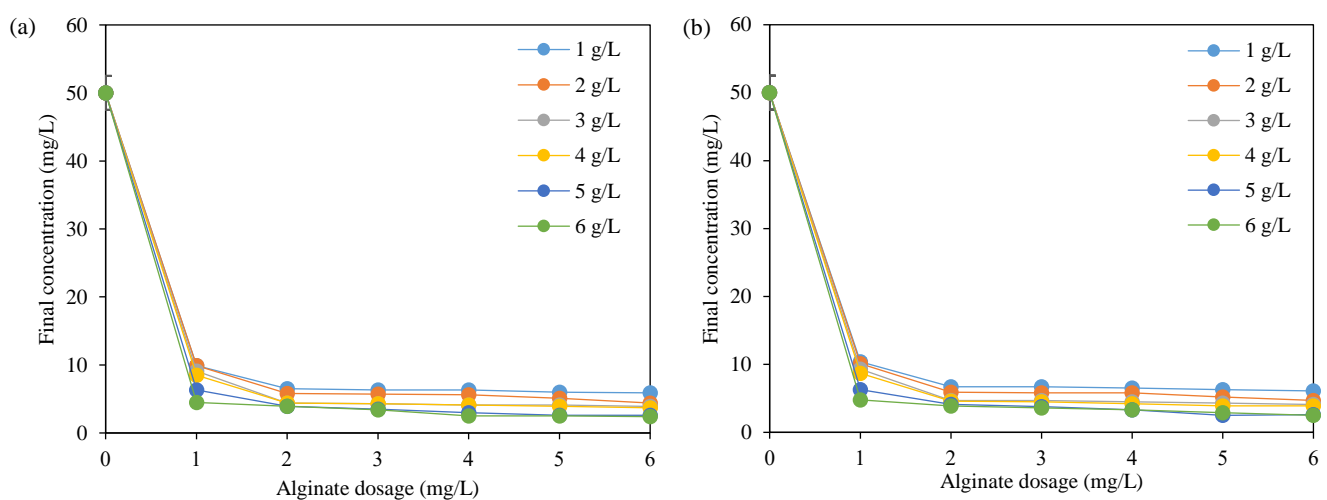 (a)
60
50
40
30
20
10
0
Final concentration (mg/L)
0 1 2 3 4 5 6
Alginate dosage (mg/L)
1 g/L
2 g/L
3 g/L
4 g/L
5 g/L
6 g/L
(b)
60
50
40
30
20
10
0
Final concentration (mg/L)
0 1 2 3 4 5 6
Alginate dosage (mg/L)
1 g/L
2 g/L
3 g/L
4 g/L
5 g/L
6 g/L